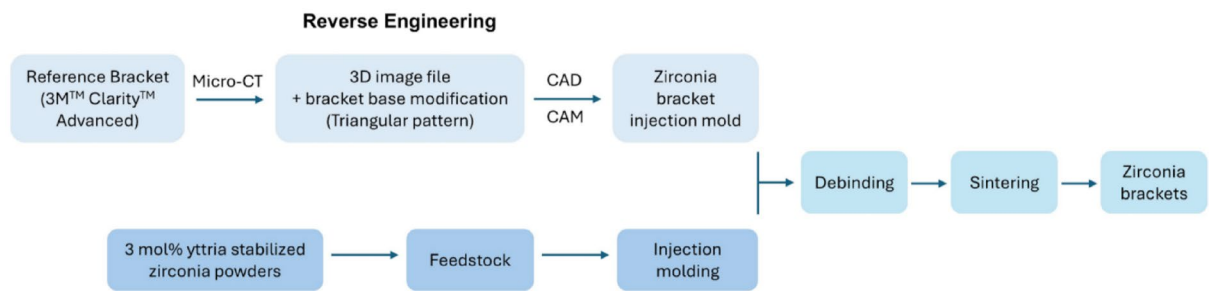 Reverse Engineering
Reference Bracket
(3M™ Clarity™
Advanced)
Micro-CT
3D image file
+ bracket base modification
(Triangular pattern)
CAD
CAM
Zirconia
bracket
injection mold
Debinding
Sintering
Zirconia
brackets
3 mol% yttria stabilized
zirconia powders
Feedstock
Injection
molding